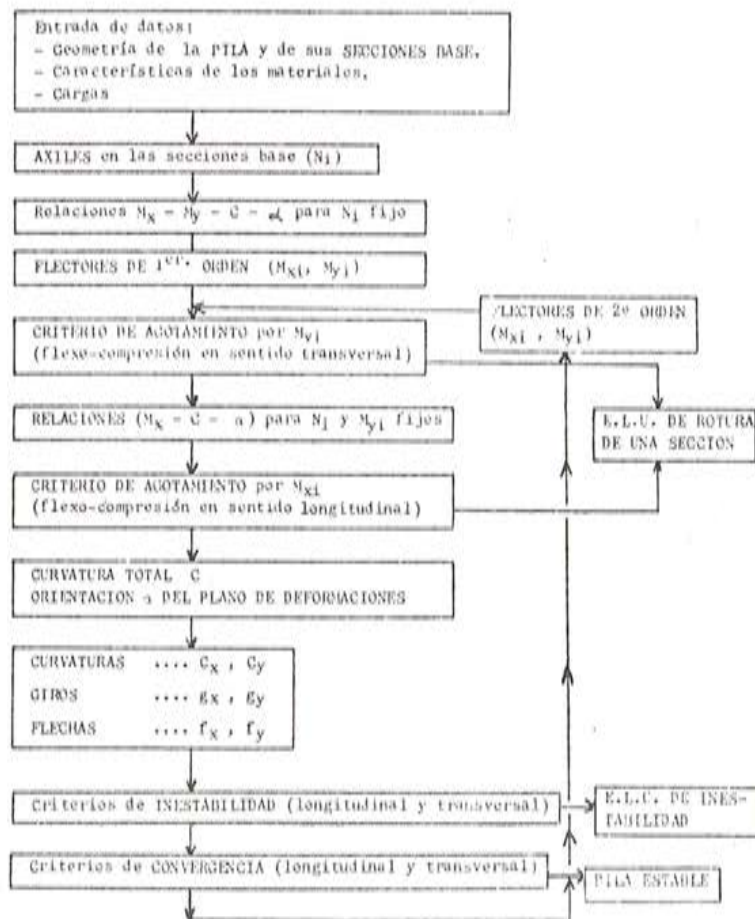 Entrada de datos:
- Geometría de la PILA y de sus SECCIONES BASE.
- Características de los materiales.
- Cargas
AXILES en las secciones base (Ni)
Relaciones Mx - My - C - α para Ni fijo
FLECTORES DE 1er. ORDEN (Mxi, Myi)
FLECTORES DE 2º ORDEN
(Mxi , Myi)
CRITERIO DE AGOTAMIENTO por Myi
(flexo-compresión en sentido transversal)
RELACIONES (Mx - C - α) para Ni y Myi fijos
E.L.U. DE ROTURA
DE UNA SECCION
CRITERIO DE AGOTAMIENTO por Mxi
(flexo-compresión en sentido longitudinal)
CURVATURA TOTAL C
ORIENTACION α DEL PLANO DE DEFORMACIONES
CURVATURAS .... Cx , Cy
GIROS .... gx , gy
FLECHAS .... fx , fy
Criterios de INESTABILIDAD (longitudinal y transversal)
E.L.U. DE INES-
TABILIDAD
Criterios de CONVERGENCIA (longitudinal y transversal)
PILA ESTABLE